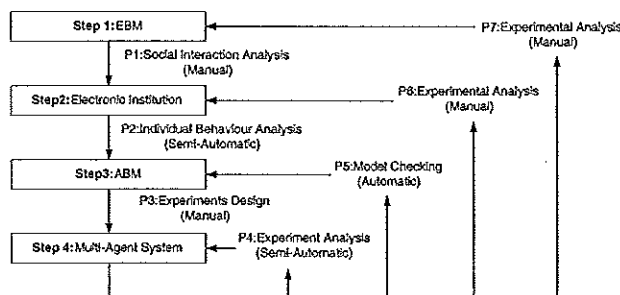 Step 1:EBM
P7:Experimental Analysis
(Manual)
P1:Social Interaction Analysis
(Manual)
Step2:Electronic Institution
P6:Experimental Analysis
(Manual)
P2:Individual Behaviour Analysis
(Semi-Automatic)
P5:Model Checking
(Automatic)
Step3:ABM
P3:Experiments Design
(Manual)
Step 4:Multi-Agent System
P4:Experiment Analysis
(Semi-Automatic)